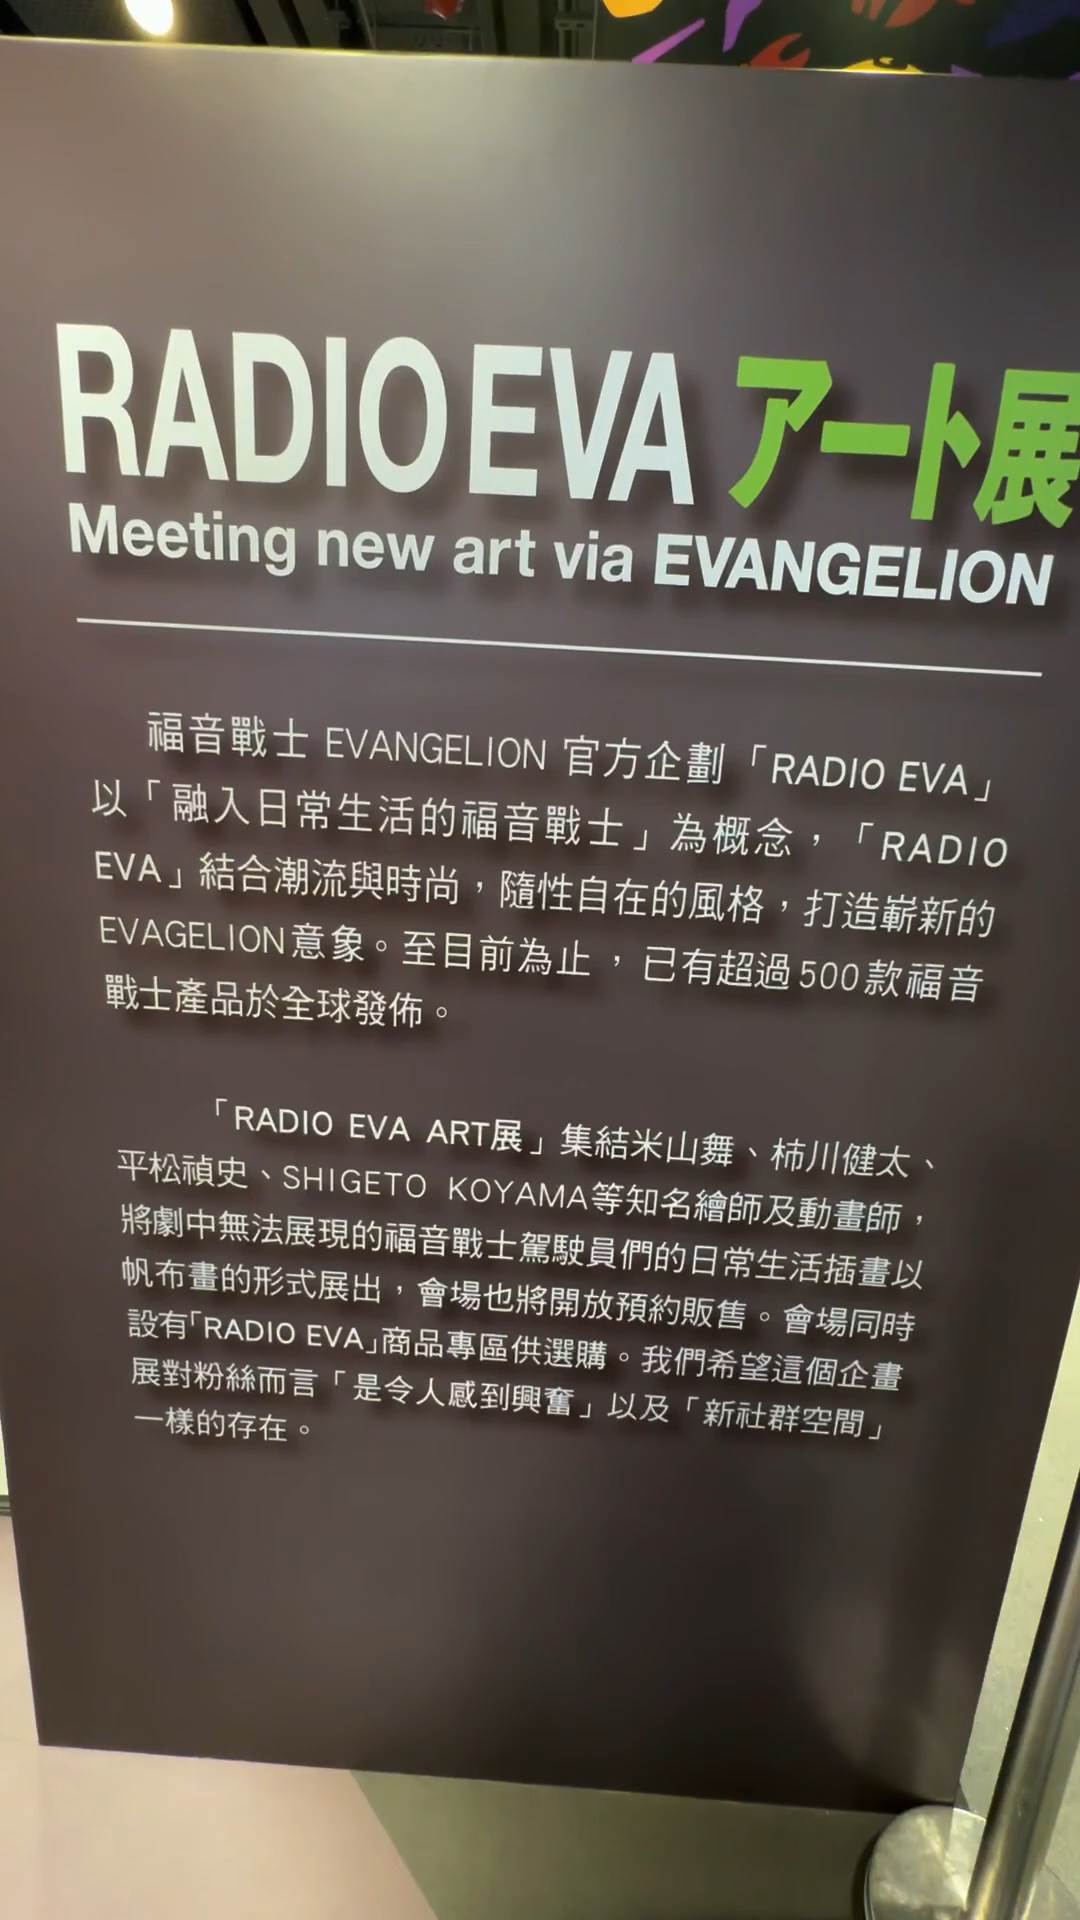 RADIO EVA アート展
Meeting new art via EVANGELION
福音戰士 EVANGELION 官方企劃「RADIO EVA」
以「融入日常生活的福音戰士」為概念，「RADIO
EVA」結合潮流與時尚，隨性自在的風格，打造嶄新的
EVAGELION意象。至目前為止，已有超過500款福音
戰士產品於全球發佈。
「RADIO EVA ART展」集結米山舞、柿川健太、
平松禎史、SHIGETO KOYAMA等知名繪師及動畫師，
將劇中無法展現的福音戰士駕駛員們的日常生活插畫以
帆布畫的形式展出，會場也將開放預約販售。會場同時
設有「RADIO EVA」商品專區供選購。我們希望這個企畫
展對粉絲而言「是令人感到興奮」以及「新社群空間」
一樣的存在。